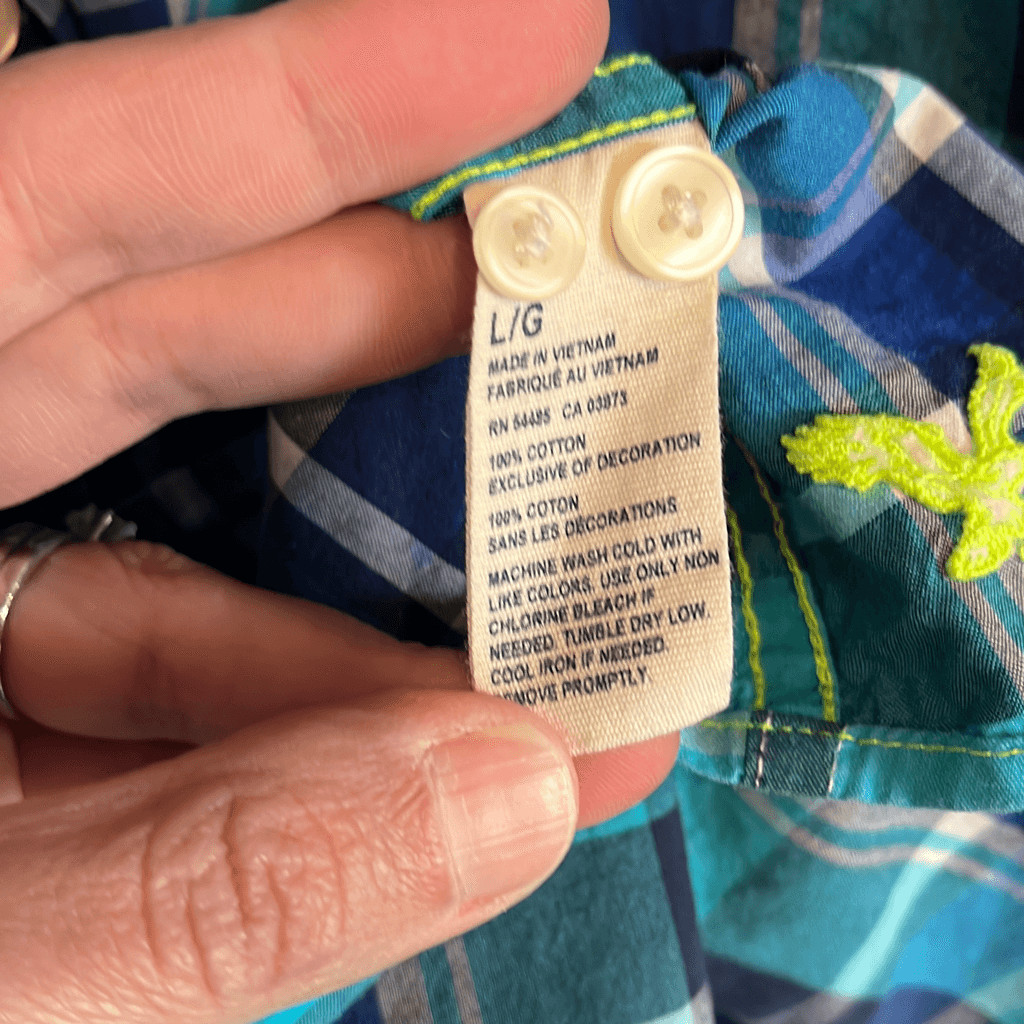 L/G
MADE IN VIETNAM
FABRIQUÉ AU VIETNAM
RN 54485 CA 03973
100% COTTON
EXCLUSIVE OF DECORATION
100% COTON
SANS LES DÉCORATIONS
MACHINE WASH COLD WITH
LIKE COLORS. USE ONLY NON
CHLORINE BLEACH IF
NEEDED. TUMBLE DRY LOW.
COOL IRON IF NEEDED.
REMOVE PROMPTLY